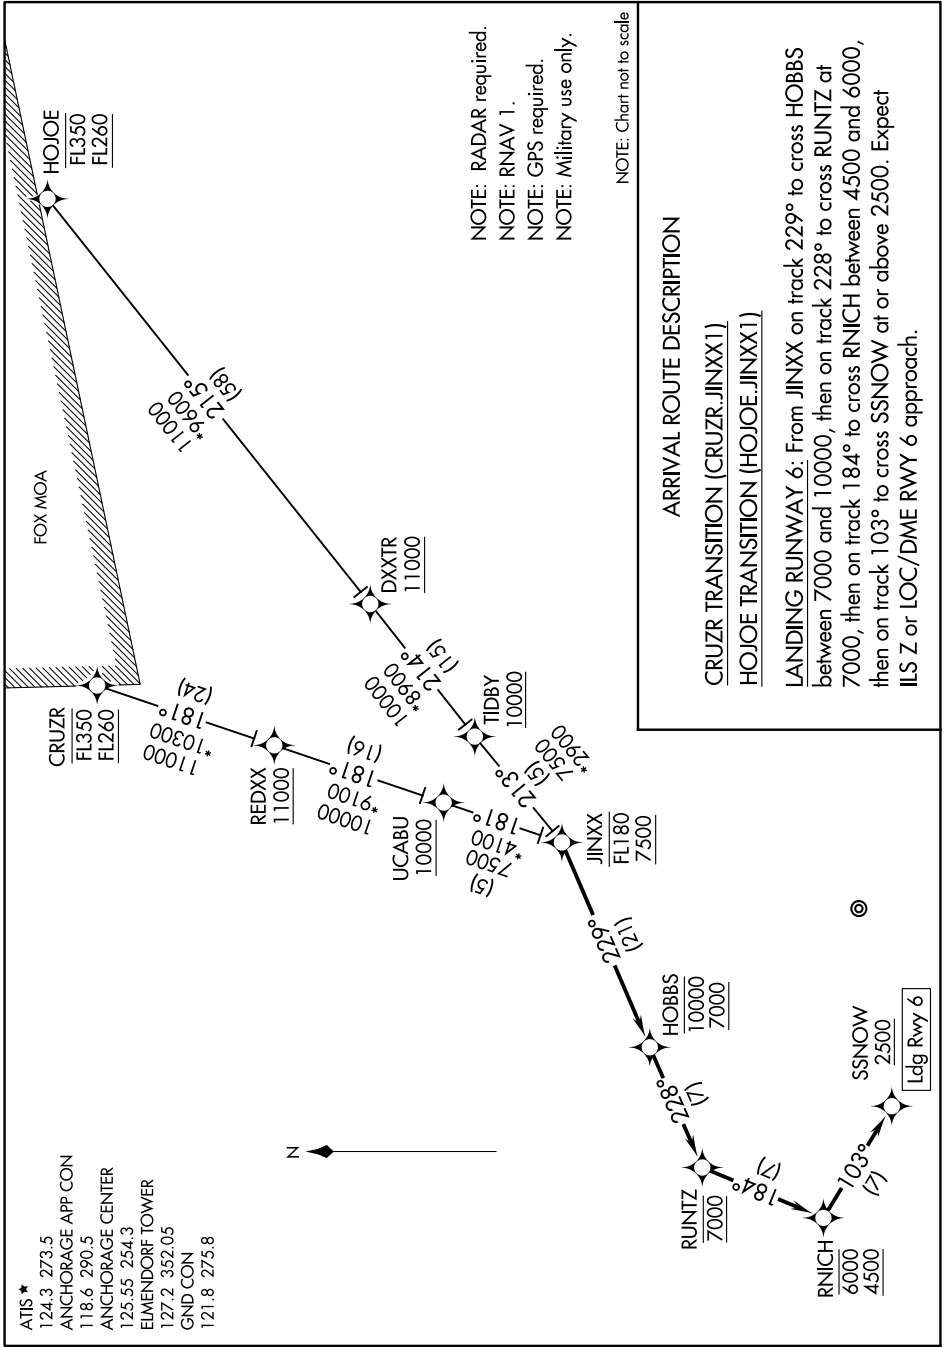 ATIS ★
124.3 273.5
ANCHORAGE APP CON
118.6 290.5
ANCHORAGE CENTER
125.55 254.3
ELMENDORF TOWER
127.2 352.05
GND CON
121.8 275.8
N
FOX MOA
CRUZR
FL350
FL260
HOJOE
FL350
FL260
11000
*10300
181°
(24)
11000
*9600
215°
(58)
REDXX
11000
10000
*9100
181°
(16)
DXXTR
11000
10000
*8900
214°
(15)
UCABU
10000
TIDBY
10000
(5)
7500
*4100
181°
213°
(5)
7500
*2900
JINXX
FL180
7500
229°
(21)
HOBBS
10000
7000
228°
(7)
RUNTZ
7000
184°
(7)
RNICH
6000
4500
103°
(7)
SSNOW
2500
Ldg Rwy 6
NOTE: RADAR required.
NOTE: RNAV 1.
NOTE: GPS required.
NOTE: Military use only.
NOTE: Chart not to scale
ARRIVAL ROUTE DESCRIPTION
CRUZR TRANSITION (CRUZR.JINXX1)
HOJOE TRANSITION (HOJOE.JINXX1)
LANDING RUNWAY 6: From JINXX on track 229° to cross HOBBS
between 7000 and 10000, then on track 228° to cross RUNTZ at
7000, then on track 184° to cross RNICH between 4500 and 6000,
then on track 103° to cross SSNOW at or above 2500. Expect
ILS Z or LOC/DME RWY 6 approach.